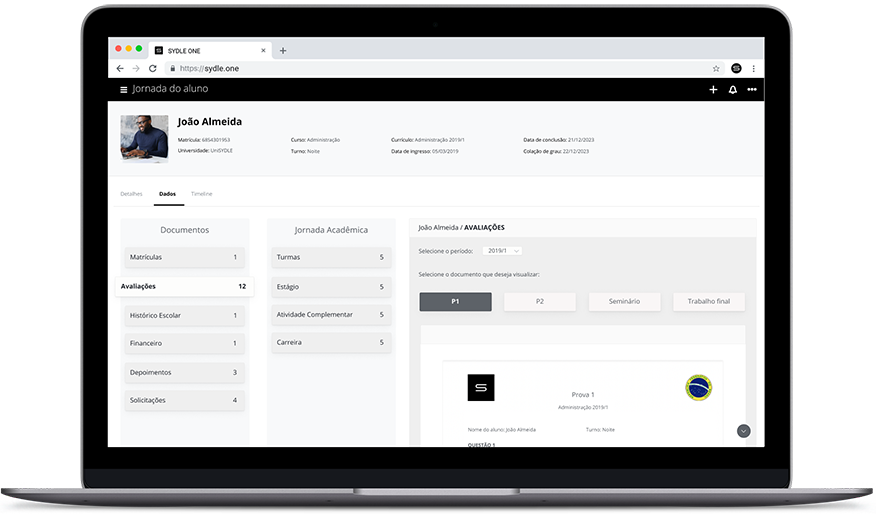 SYDLE ONE
https://sydle.one
Jornada do aluno
João Almeida
Matrícula: 6854301953
Universidade: UniSYDLE
Curso: Administração
Turno: Noite
Currículo: Administração 2019/1
Data de ingresso: 05/03/2019
Data de conclusão: 21/12/2023
Colação de grau: 22/12/2023
Detalhes
Dados
Timeline
Documentos
Matrículas 1
Avaliações 12
Histórico Escolar 1
Financeiro 1
Depoimentos 3
Solicitações 4
Jornada Acadêmica
Turmas 5
Estágio 5
Atividade Complementar 5
Carreira 5
João Almeida / AVALIAÇÕES
Selecione o período: 2019/1
Selecione o documento que deseja visualizar:
P1
P2
Seminário
Trabalho final
Prova 1
Administração 2019/1
Nome do aluno: João Almeida
Turno: Noite
QUESTÃO 1